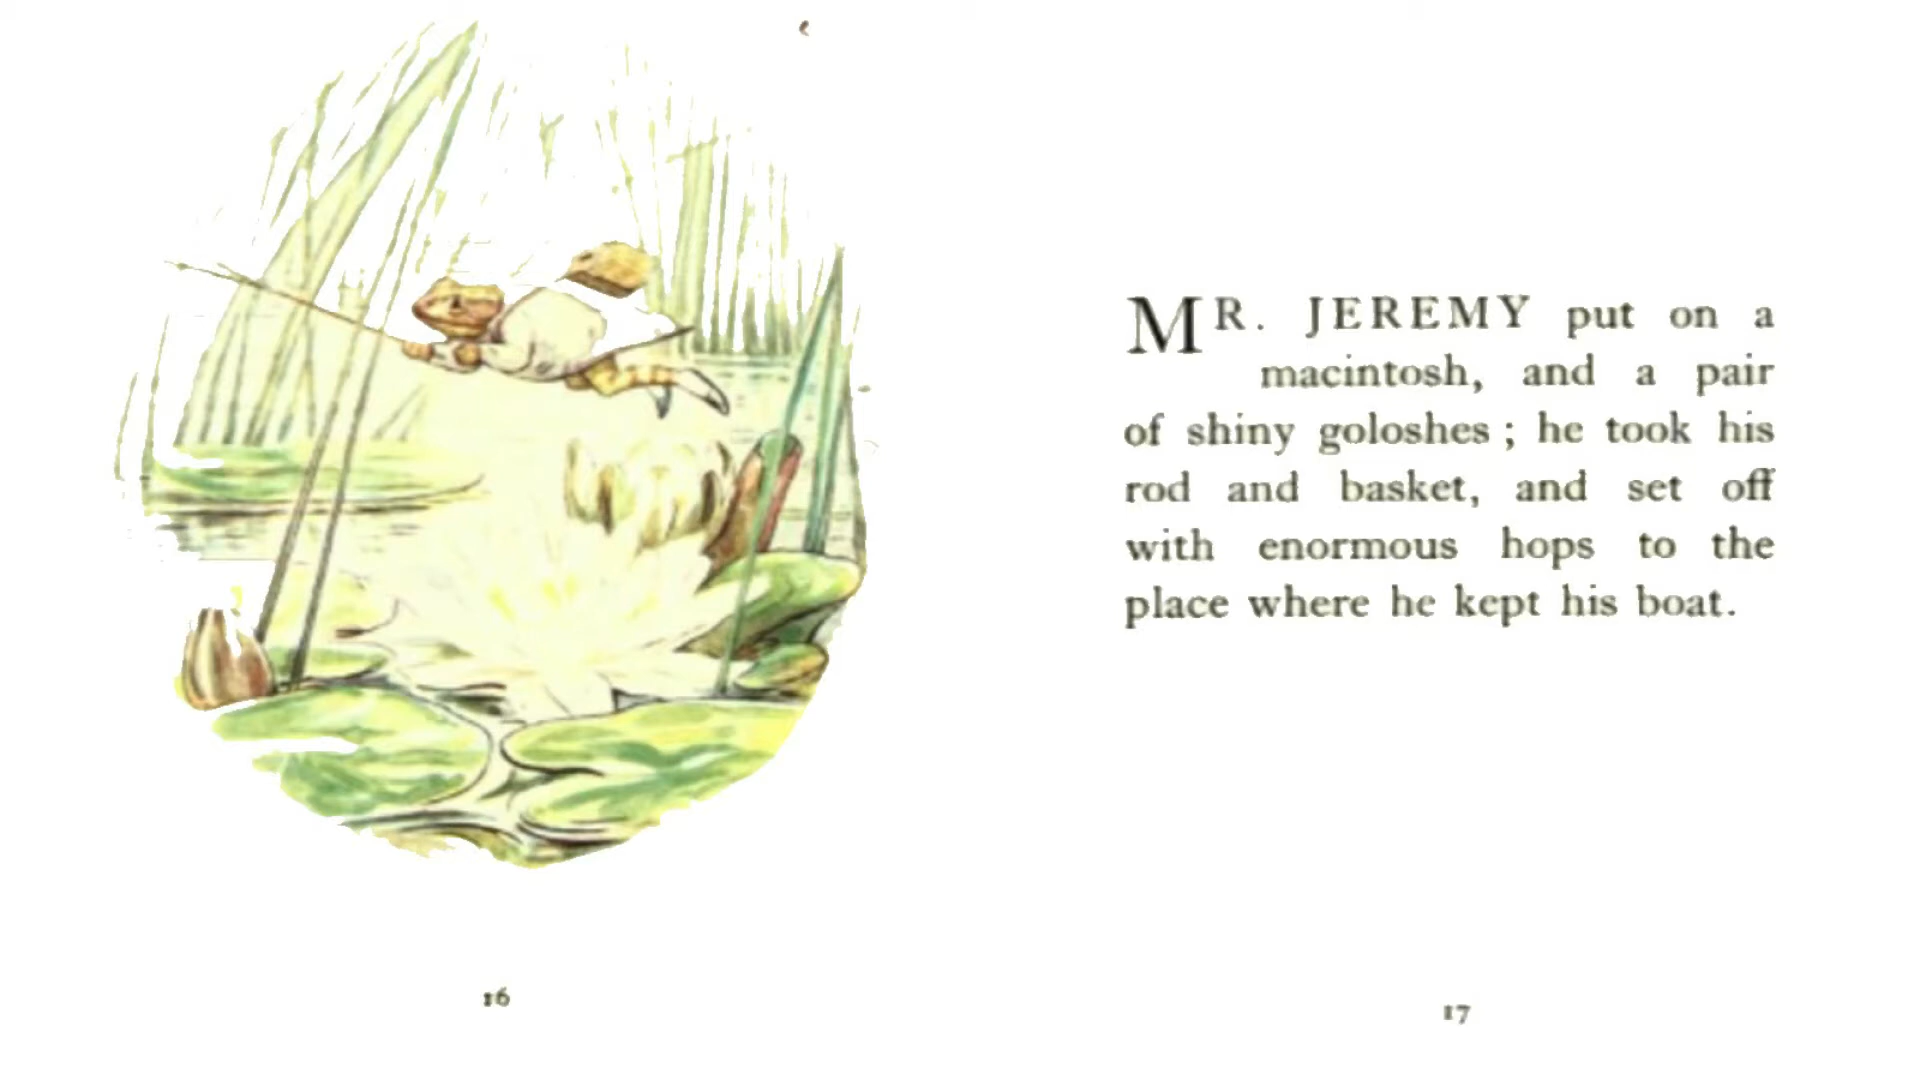 MR. JEREMY put on a
macintosh, and a pair
of shiny goloshes ; he took his
rod and basket, and set off
with enormous hops to the
place where he kept his boat.
16
17